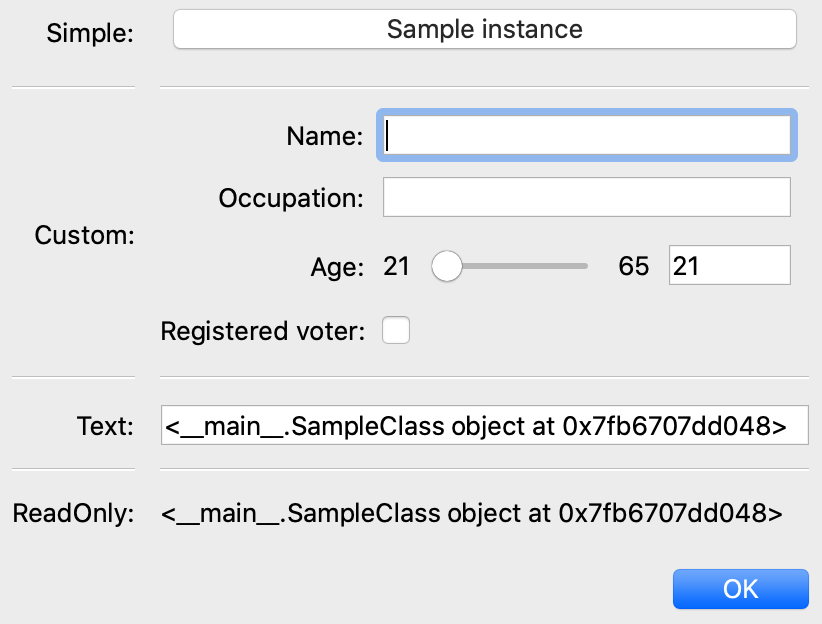 Simple: Sample instance
Name:
Occupation:
Custom:
Age: 21 65 21
Registered voter:
Text: <__main__.SampleClass object at 0x7fb6707dd048>
ReadOnly: <__main__.SampleClass object at 0x7fb6707dd048>
OK